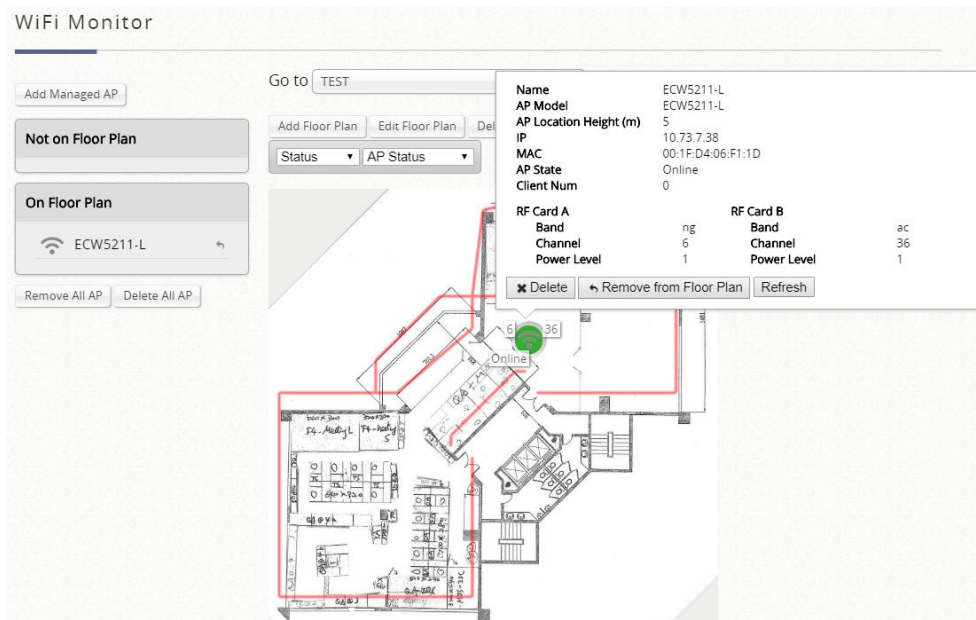 WiFi Monitor
Add Managed AP
Not on Floor Plan
On Floor Plan
ECW5211-L
Remove All AP Delete All AP
Go to TEST
Add Floor Plan Edit Floor Plan Del
Status AP Status
Name ECW5211-L
AP Model ECW5211-L
AP Location Height (m) 5
IP 10.73.7.38
MAC 00:1F:D4:06:F1:1D
AP State Online
Client Num 0
RF Card A RF Card B
Band ng Band ac
Channel 6 Channel 36
Power Level 1 Power Level 1
Delete Remove from Floor Plan Refresh
6 36
Online